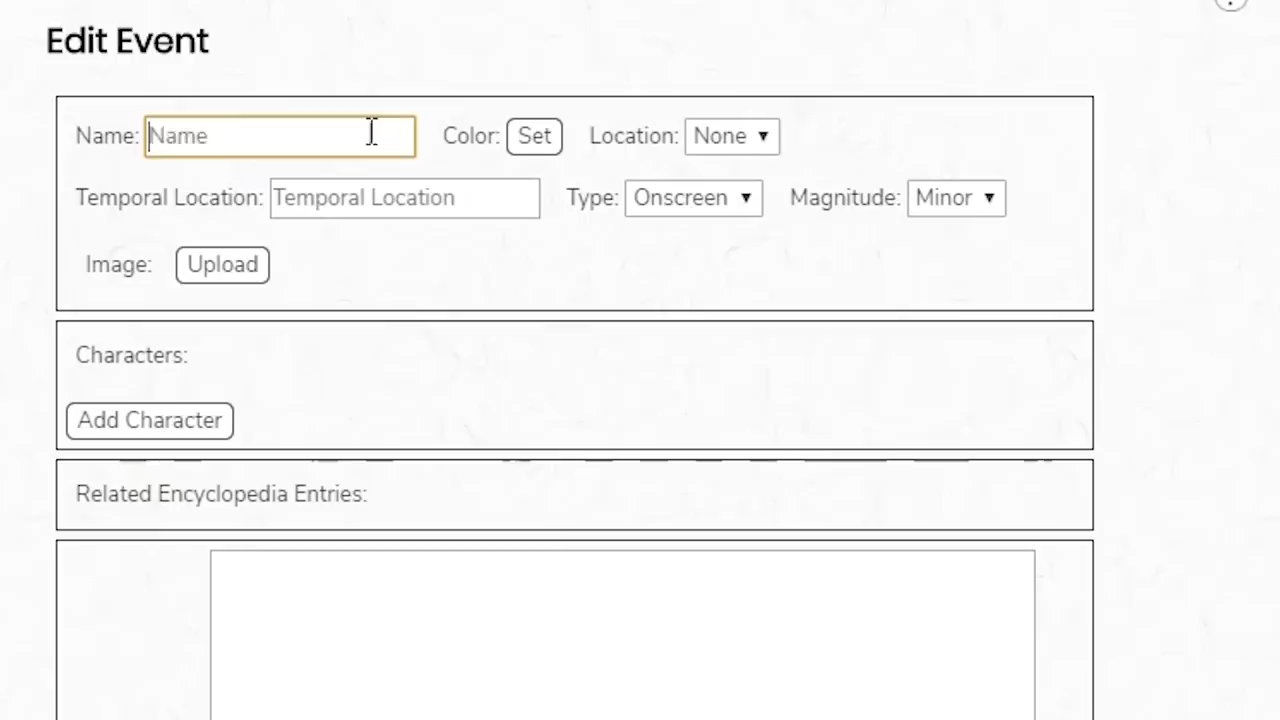 Edit Event
Name: Name Color: Set Location: None ▼
Temporal Location: Temporal Location Type: Onscreen ▼ Magnitude: Minor ▼
Image: Upload
Characters:
Add Character
Related Encyclopedia Entries: